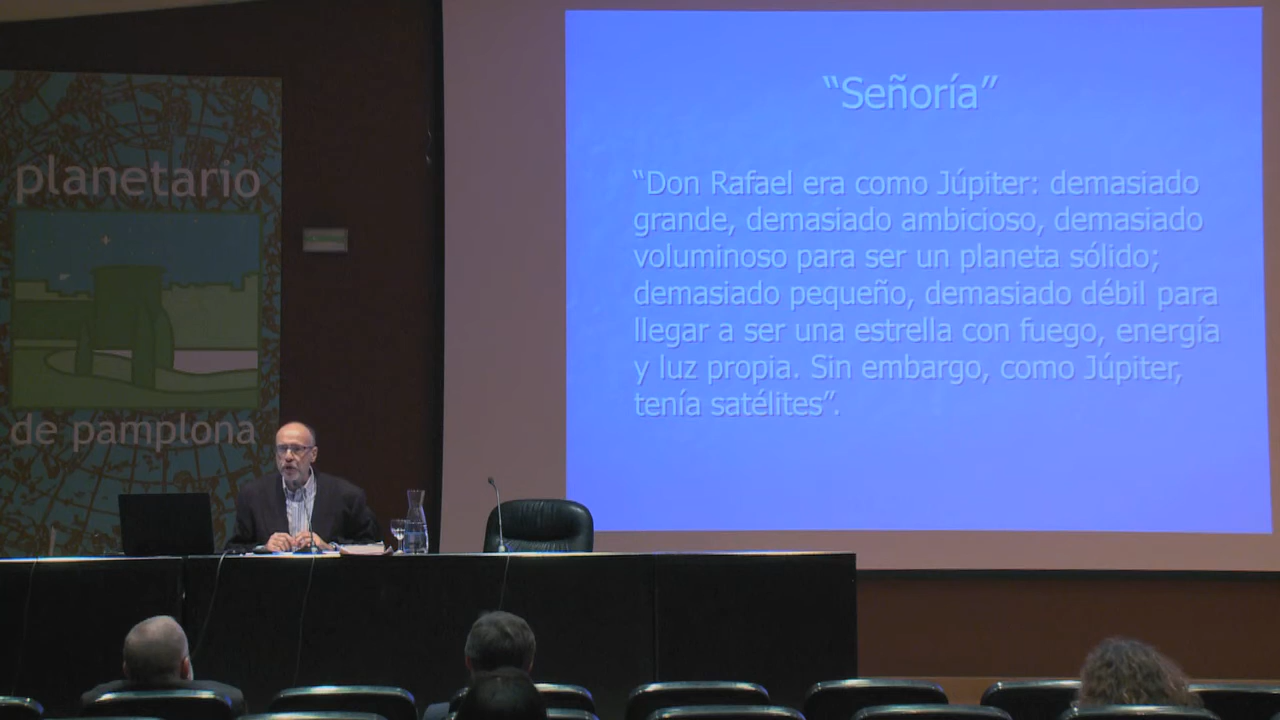 planetario
de pamplona
“Señoría”
“Don Rafael era como Júpiter: demasiado
grande, demasiado ambicioso, demasiado
voluminoso para ser un planeta sólido;
demasiado pequeño, demasiado débil para
llegar a ser una estrella con fuego, energía
y luz propia. Sin embargo, como Júpiter,
tenía satélites”.